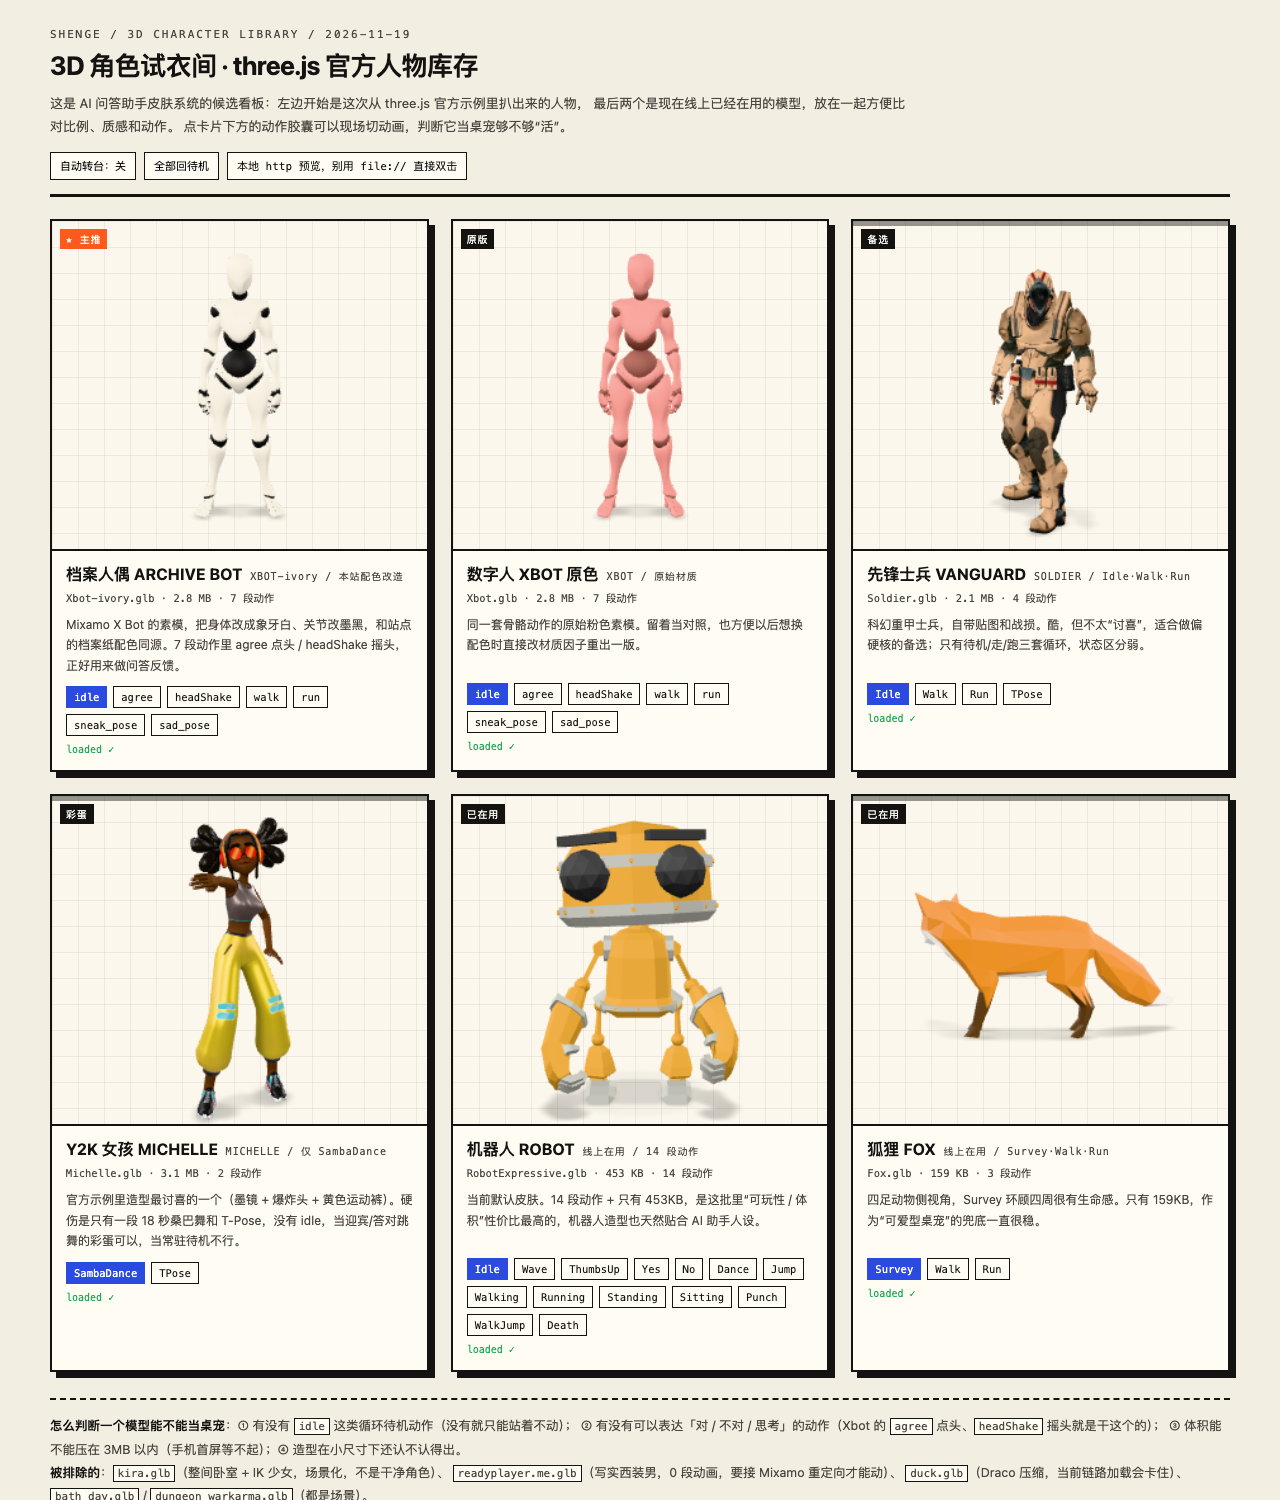 SHENGE / 3D CHARACTER LIBRARY / 2026-11-19
3D 角色试衣间 · three.js 官方人物库存
这是 AI 问答助手皮肤系统的候选看板：左边开始是这次从 three.js 官方示例里扒出来的人物， 最后两个是现在线上已经在用的模型，放在一起方便比
对比例、质感和动作。 点卡片下方的动作胶囊可以现场切动画，判断它当桌宠够不够“活”。
自动转台：关
全部回待机
本地 http 预览，别用 file:// 直接双击
★ 主推
档案人偶 ARCHIVE BOT XBOT-ivory / 本站配色改造
Xbot-ivory.glb · 2.8 MB · 7 段动作
Mixamo X Bot 的素模，把身体改成象牙白、关节改墨黑，和站点
的档案纸配色同源。7 段动作里 agree 点头 / headShake 摇头，
正好用来做问答反馈。
idle agree headShake walk run
sneak_pose sad_pose
loaded ✓
原版
数字人 XBOT 原色 XBOT / 原始材质
Xbot.glb · 2.8 MB · 7 段动作
同一套骨骼动作的原始粉色素模。留着当对照，也方便以后想换
配色时直接改材质因子重出一版。
idle agree headShake walk run
sneak_pose sad_pose
loaded ✓
备选
先锋士兵 VANGUARD SOLDIER / Idle·Walk·Run
Soldier.glb · 2.1 MB · 4 段动作
科幻重甲士兵，自带贴图和战损。酷，但不太“讨喜”，适合做偏
硬核的备选；只有待机/走/跑三套循环，状态区分弱。
Idle Walk Run TPose
loaded ✓
彩蛋
Y2K 女孩 MICHELLE MICHELLE / 仅 SambaDance
Michelle.glb · 3.1 MB · 2 段动作
官方示例里造型最讨喜的一个（墨镜 + 爆炸头 + 黄色运动裤）。硬
伤是只有一段 18 秒桑巴舞和 T-Pose，没有 idle，当迎宾/答对跳
舞的彩蛋可以，当常驻待机不行。
SambaDance TPose
loaded ✓
已在用
机器人 ROBOT 线上在用 / 14 段动作
RobotExpressive.glb · 453 KB · 14 段动作
当前默认皮肤。14 段动作 + 只有 453KB，是这批里“可玩性 / 体
积”性价比最高的，机器人造型也天然贴合 AI 助手人设。
Idle Wave ThumbsUp Yes No Dance Jump
Walking Running Standing Sitting Punch
WalkJump Death
loaded ✓
已在用
狐狸 FOX 线上在用 / Survey·Walk·Run
Fox.glb · 159 KB · 3 段动作
四足动物侧视角，Survey 环顾四周很有生命感。只有 159KB，作
为“可爱型桌宠”的兜底一直很稳。
Survey Walk Run
loaded ✓
怎么判断一个模型能不能当桌宠：① 有没有 idle 这类循环待机动作（没有就只能站着不动）； ② 有没有可以表达「对 / 不对 / 思考」的动作（Xbot 的 agree 点头、headShake 摇头就是干这个的）； ③ 体积能
不能压在 3MB 以内（手机首屏等不起）；④ 造型在小尺寸下还认不认得出。
被排除的：kira.glb（整间卧室 + IK 少女，场景化，不是干净角色）、readyplayer.me.glb（写实西装男，0 段动画，要接 Mixamo 重定向才能动）、duck.glb（Draco 压缩，当前链路加载会卡住）、
bath_day.glb / dungeon_warkarma.glb（都是场景）。